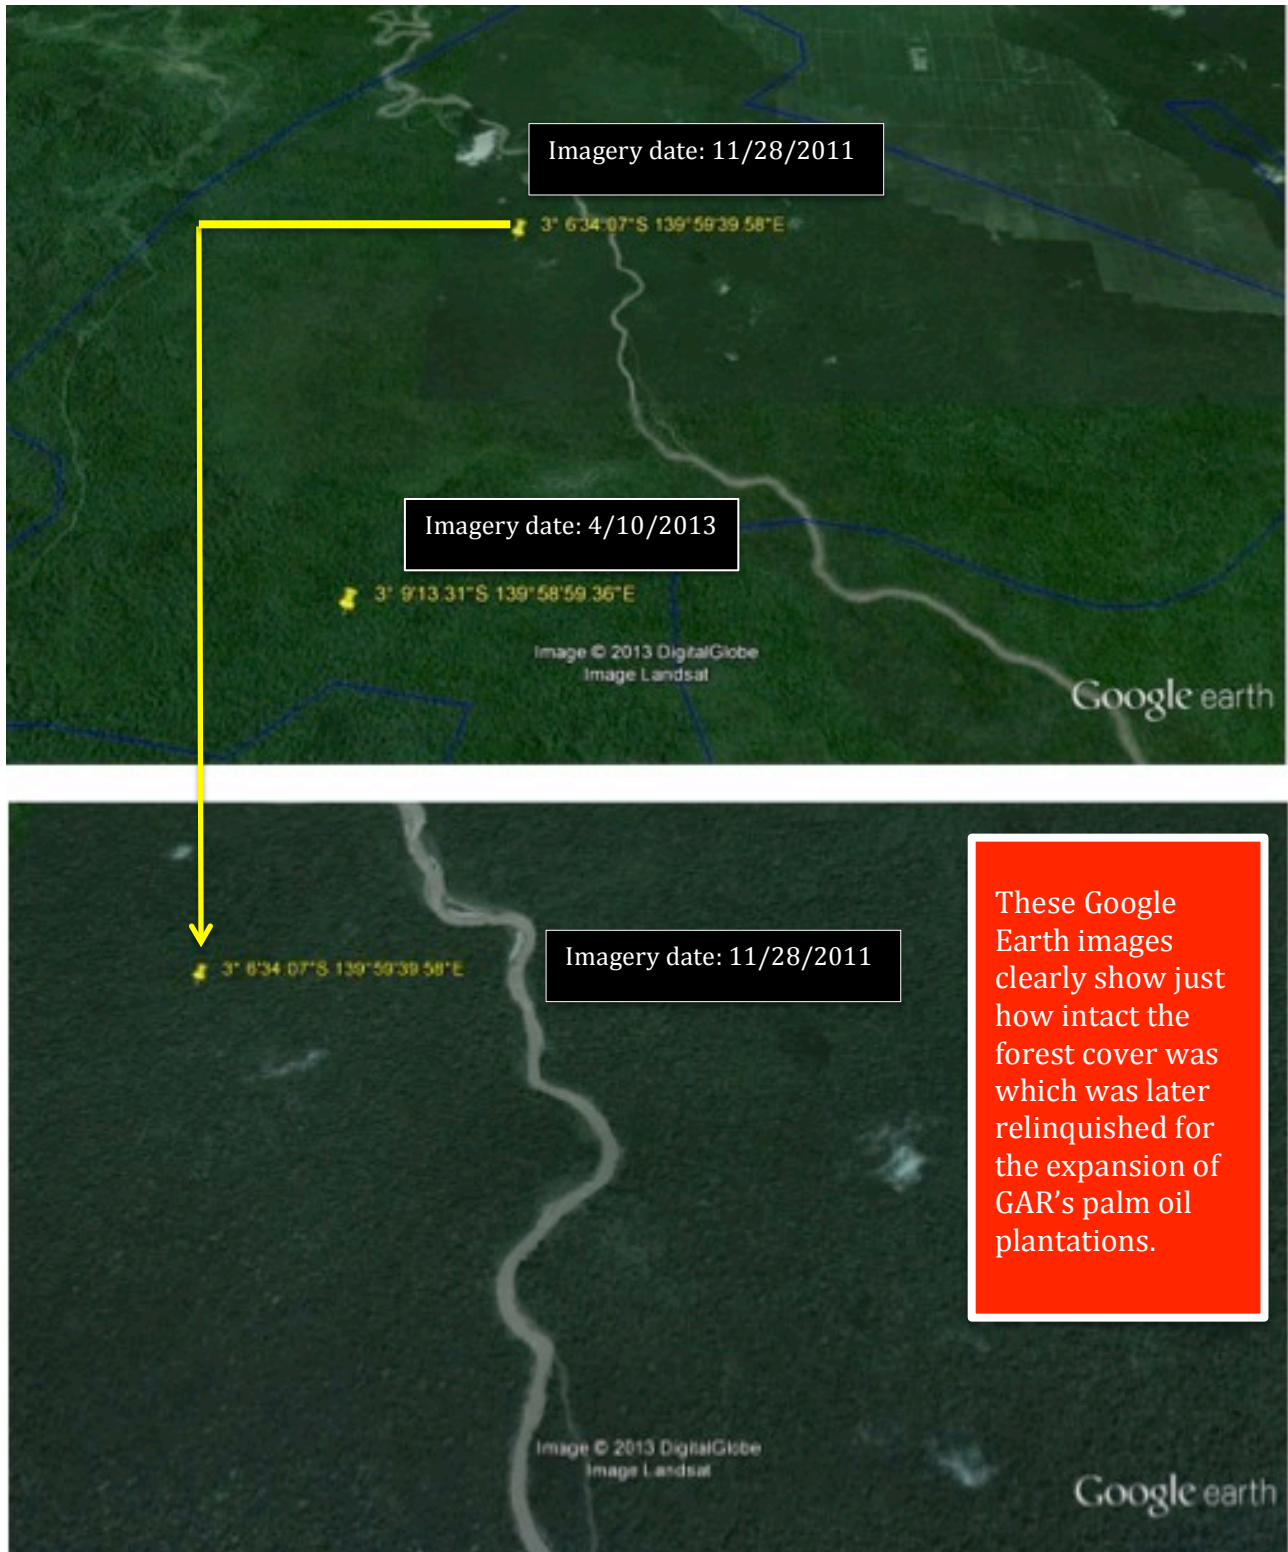 Imagery date: 11/28/2011
3° 6'34.07"S 139°59'39.58"E
Imagery date: 4/10/2013
3° 9'13.31"S 139°58'59.36"E
Image © 2013 DigitalGlobe
Image Landsat
Google earth
3° 6'34.07"S 139°59'39.58"E
Imagery date: 11/28/2011
These Google
Earth images
clearly show just
how intact the
forest cover was
which was later
relinquished for
the expansion of
GAR’s palm oil
plantations.
Image © 2013 DigitalGlobe
Image Landsat
Google earth